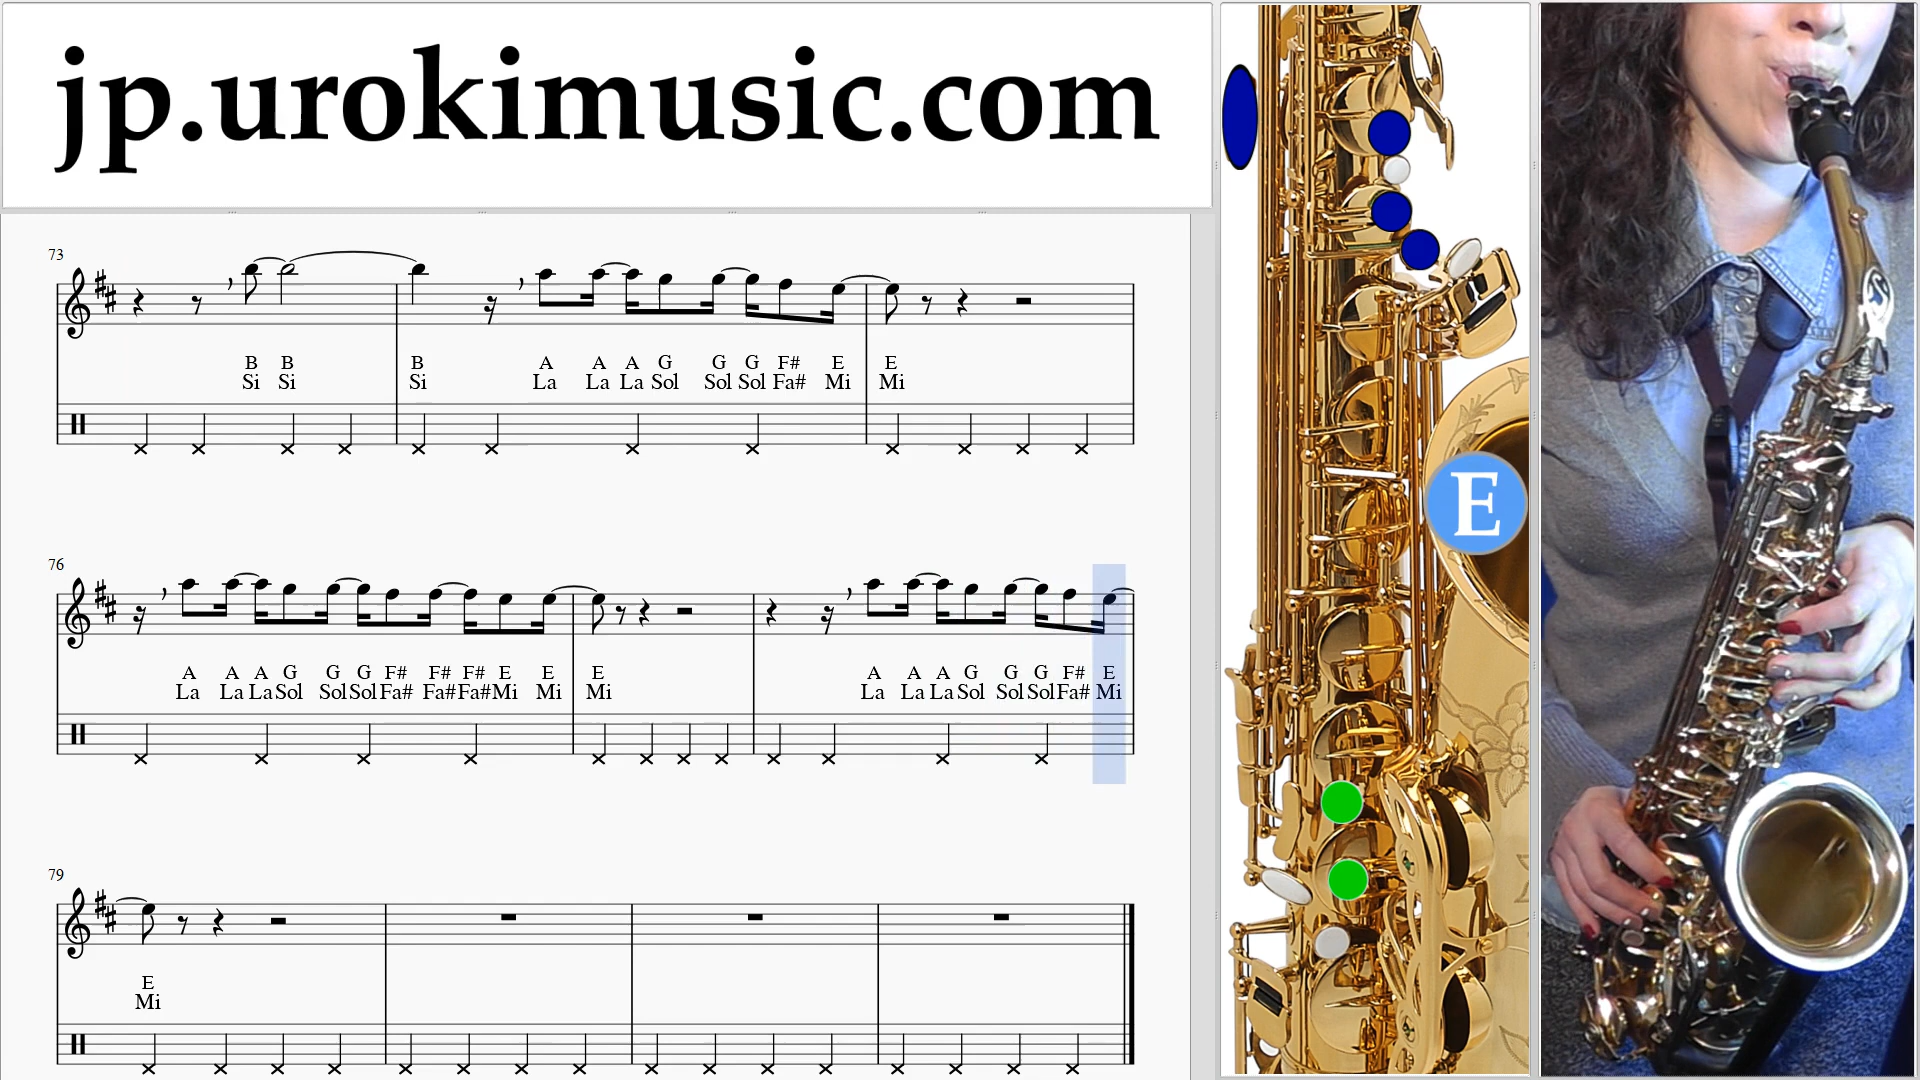 jp.urokimusic.com
73
B B B A A A G G G G F# E E
Si Si Si La La La Sol Sol Sol Fa# Mi Mi
E
76
A A A G G G F# F# F# E E E A A A G G G F# E
La La La Sol Sol Sol Fa# Fa# Fa# Mi Mi Mi La La La Sol Sol Sol Fa# Mi
79
E
Mi